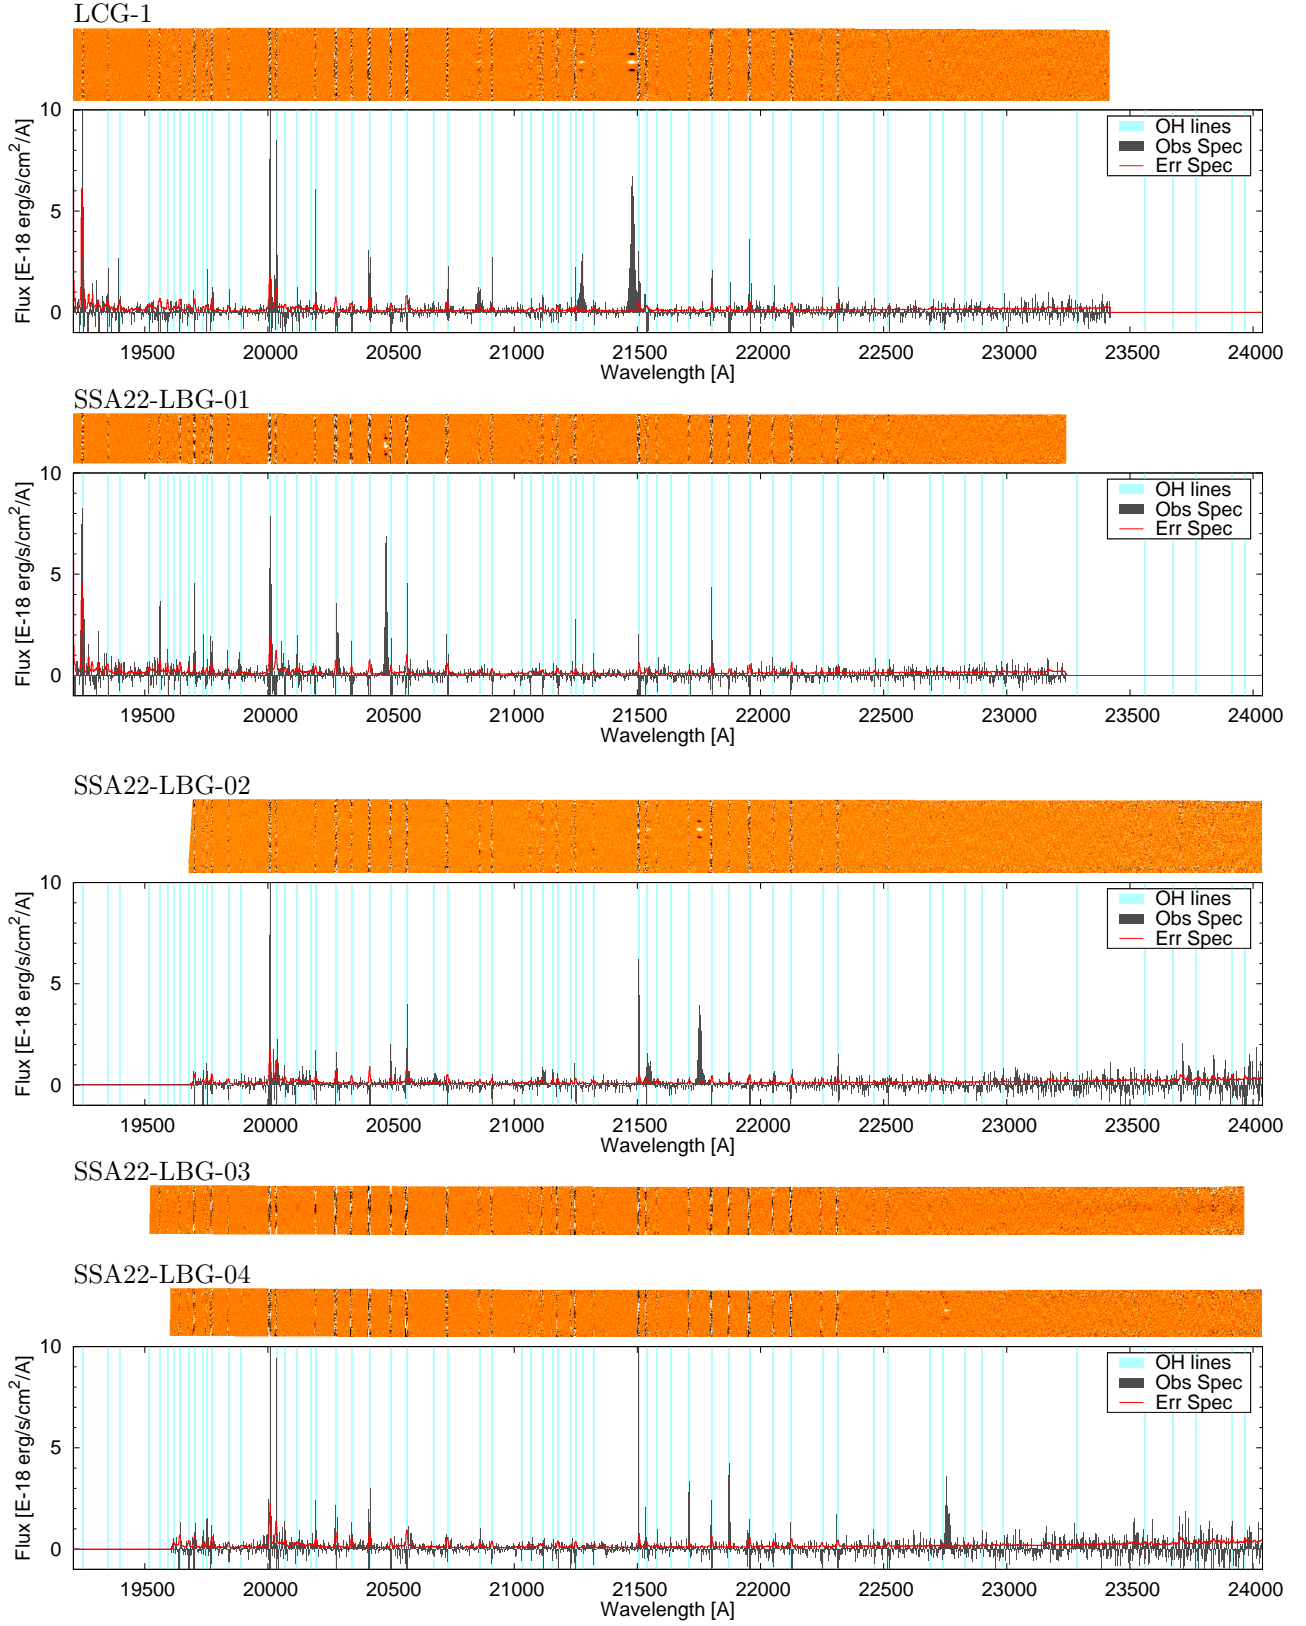 LCG-1
10
5
0
Flux [E-18 erg/s/cm²/A]
OH lines
Obs Spec
Err Spec
19500 20000 20500 21000 21500 22000 22500 23000 23500 24000
Wavelength [A]
SSA22-LBG-01
10
5
0
Flux [E-18 erg/s/cm²/A]
OH lines
Obs Spec
Err Spec
19500 20000 20500 21000 21500 22000 22500 23000 23500 24000
Wavelength [A]
SSA22-LBG-02
10
5
0
Flux [E-18 erg/s/cm²/A]
OH lines
Obs Spec
Err Spec
19500 20000 20500 21000 21500 22000 22500 23000 23500 24000
Wavelength [A]
SSA22-LBG-03
SSA22-LBG-04
10
5
0
Flux [E-18 erg/s/cm²/A]
OH lines
Obs Spec
Err Spec
19500 20000 20500 21000 21500 22000 22500 23000 23500 24000
Wavelength [A]